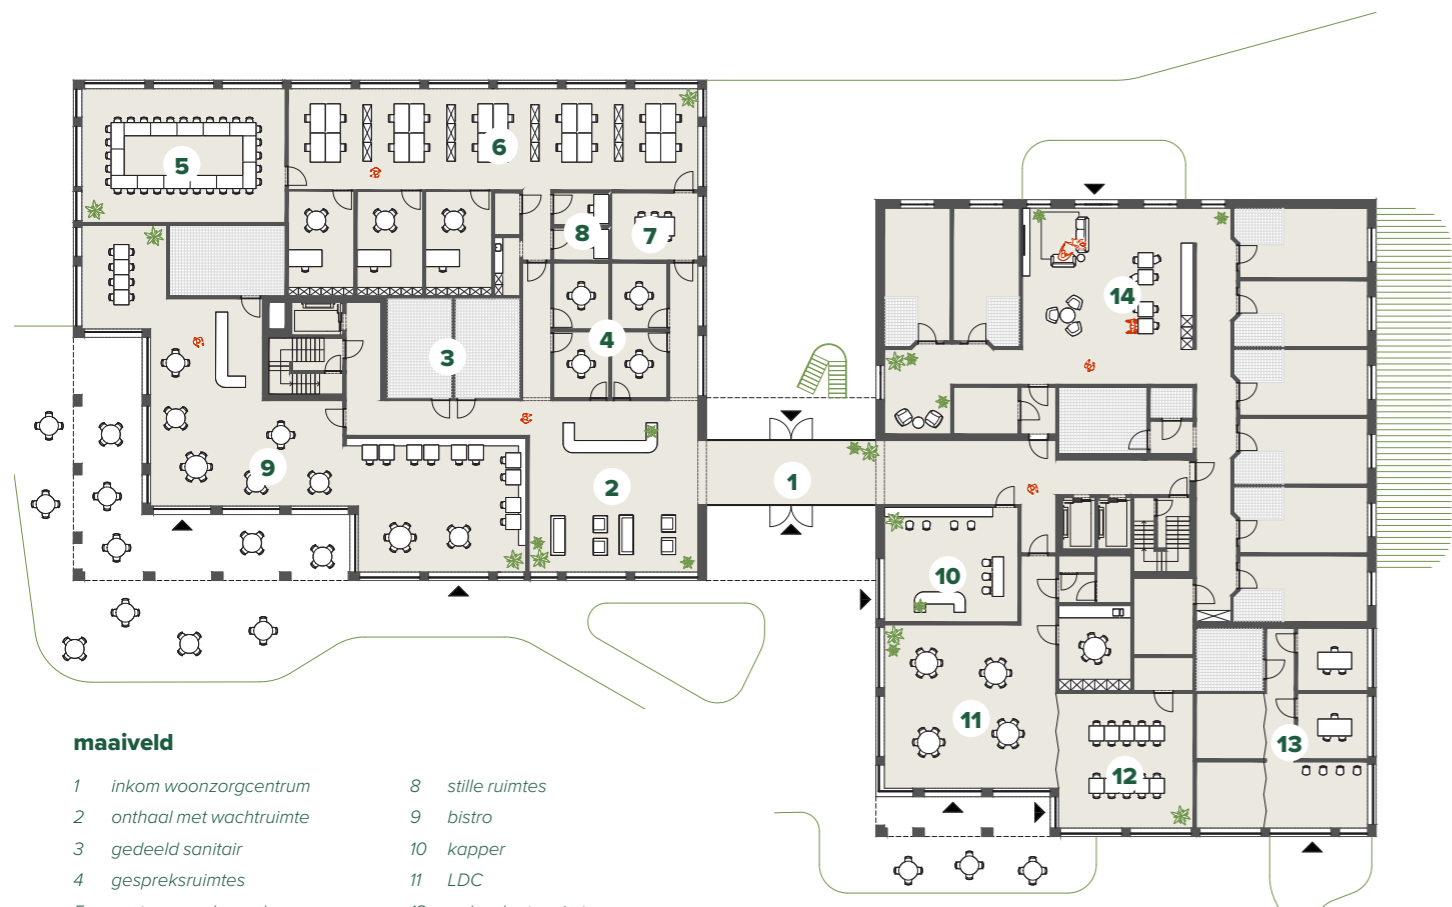 5
6
8
7
14
3
4
9
2
1
10
11
12
13
maaiveld
1 inkom woonzorgcentrum
2 onthaal met wachtruimte
3 gedeeld sanitair
4 gespreksruimtes
8 stille ruimtes
9 bistro
10 kapper
11 LDC